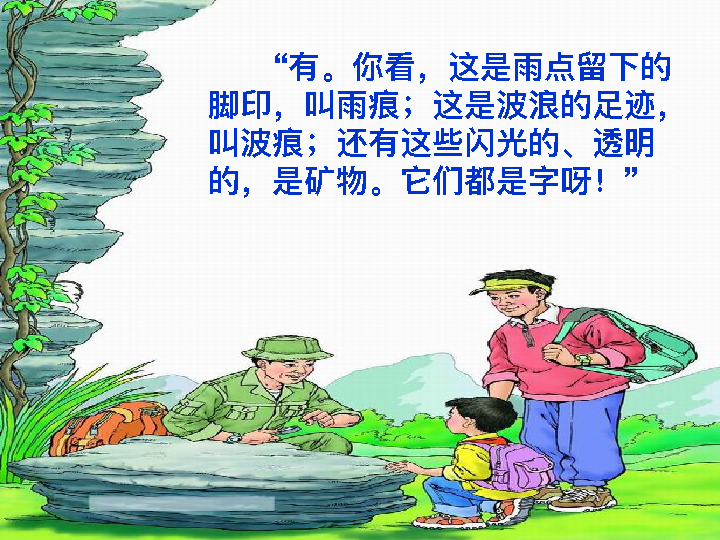 “有。你看，这是雨点留下的
脚印，叫雨痕；这是波浪的足迹，
叫波痕；还有这些闪光的、透明
的，是矿物。它们都是字呀！”